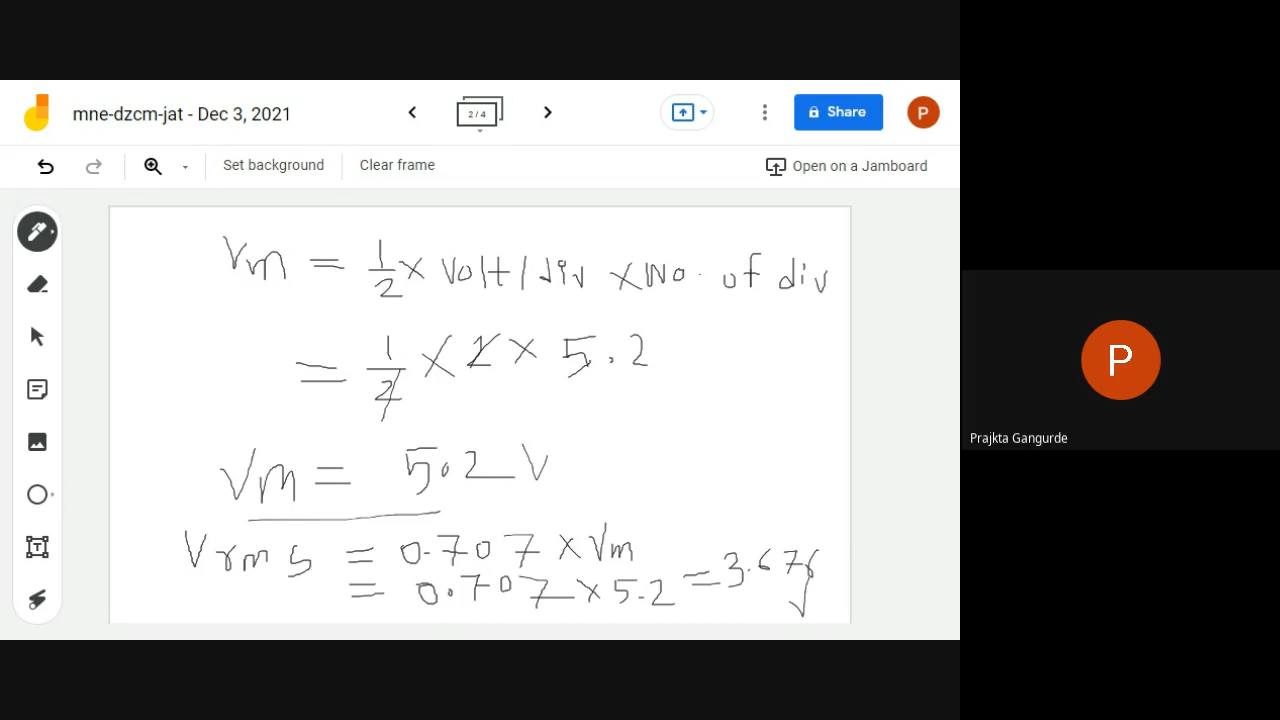 mne-dzcm-jat - Dec 3, 2021
2 / 4
Share
P
Set background
Clear frame
Open on a Jamboard
Vm = 1/2 x Volt/div x No. of div
= 1/2 x 2 x 5.2
Vm = 5.2 V
Vrms = 0.707 x Vm
= 0.707 x 5.2 = 3.676
P
Prajkta Gangurde